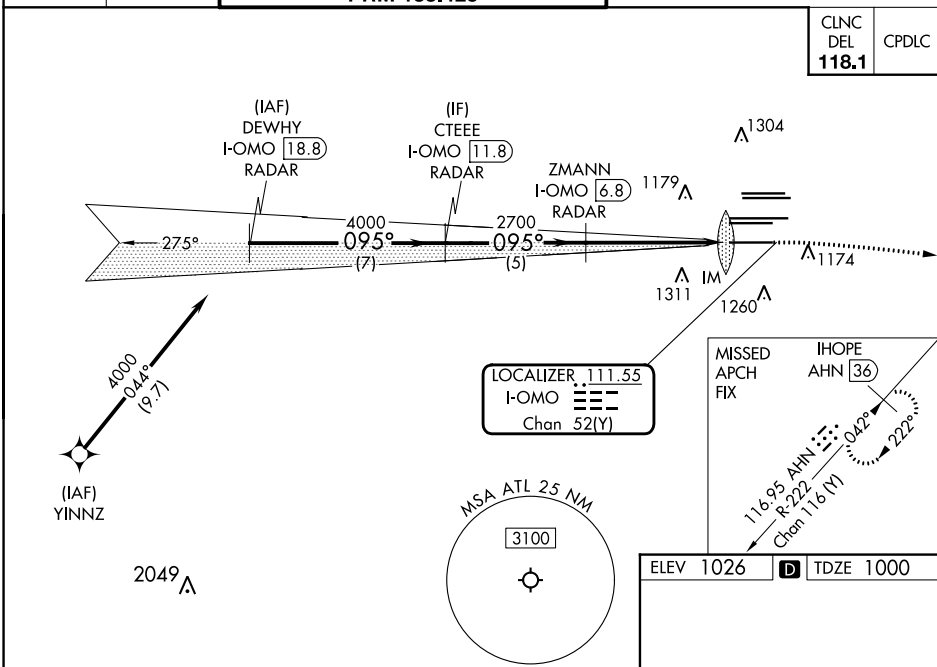 CLNC
DEL
118.1
CPDLC
(IAF)
DEWHY
I-OMO 18.8
RADAR
(IF)
CTEEE
I-OMO 11.8
RADAR
ZMANN
I-OMO 6.8
RADAR
1304
1179
4000
095°
(7)
2700
095°
(5)
275°
1311
IM
1260
1174
4000
044°
(9.7)
(IAF)
YINNZ
LOCALIZER 111.55
I-OMO
Chan 52(Y)
MISSED
APCH
FIX
IHOPE
AHN 36
042°
222°
116.95 AHN
R-222
Chan 116 (Y)
MSA ATL 25 NM
3100
2049
ELEV 1026 D TDZE 1000